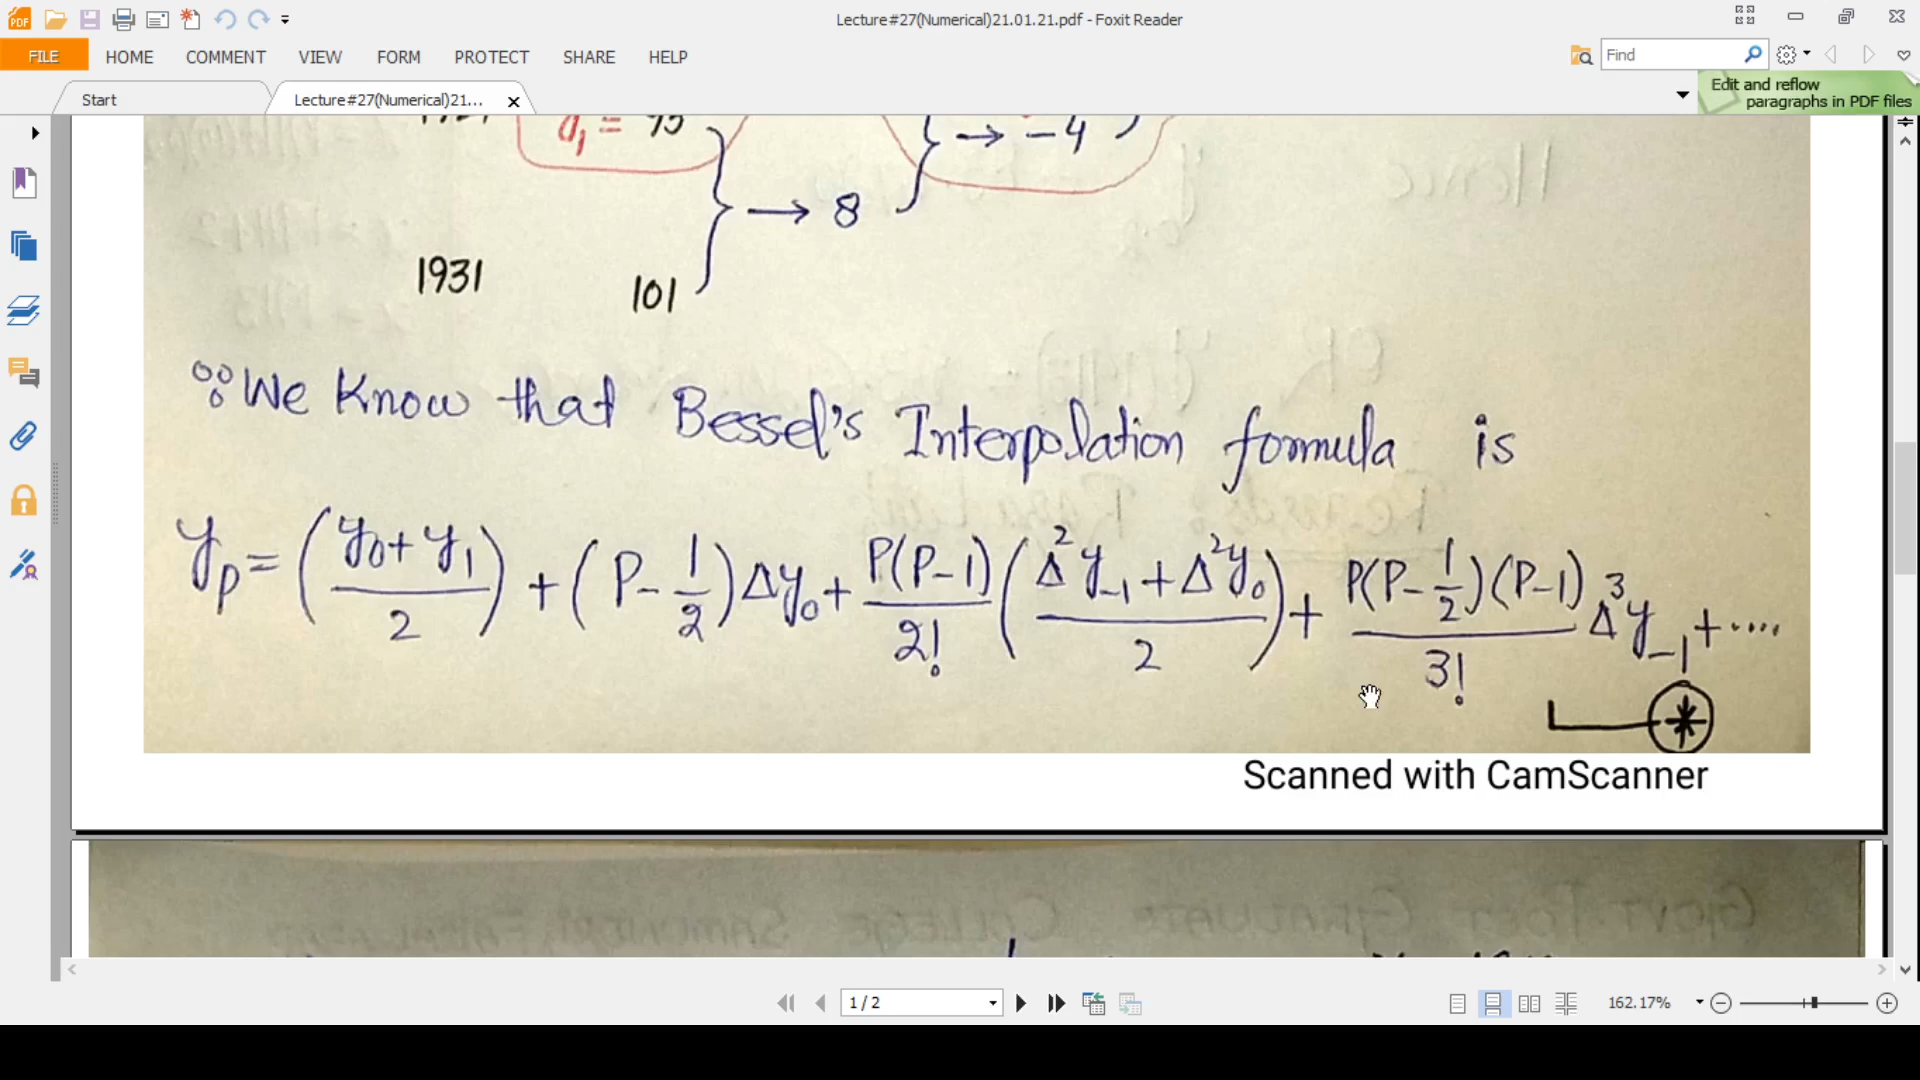 Lecture#27(Numerical)21.01.21.pdf - Foxit Reader
FILE HOME COMMENT VIEW FORM PROTECT SHARE HELP
Find
Start Lecture#27(Numerical)21...
Edit and reflow
paragraphs in PDF files
→ -4
→ 8
1931 101
∵ We Know that Bessel's Interpolation formula is
y_p = ((y_0 + y_1)/2) + (P - 1/2) Δy_0 + P(P-1)/2! ((Δ²y_-1 + Δ²y_0)/2) + P(P-1/2)(P-1)/3! Δ³y_-1 + ....
*
Scanned with CamScanner
1 / 2
162.17%